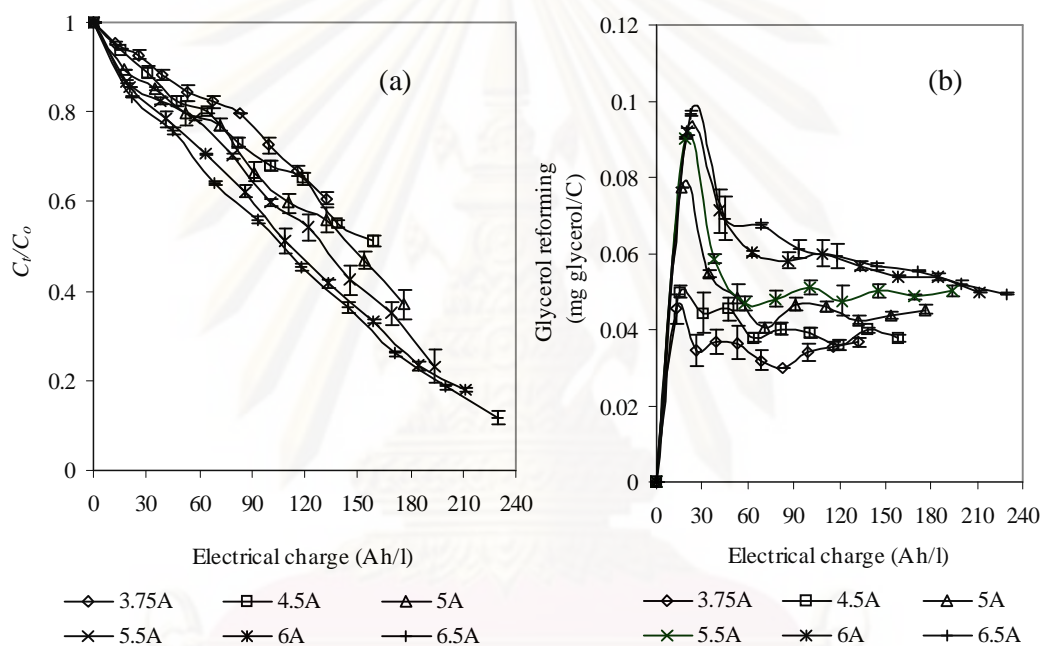 (a)
C_t/C_o
1
0.8
0.6
0.4
0.2
0
0 30 60 90 120 150 180 210 240
Electrical charge (Ah/l)
3.75A 4.5A 5A
5.5A 6A 6.5A
(b)
Glycerol reforming
(mg glycerol/C)
0.12
0.1
0.08
0.06
0.04
0.02
0
0 30 60 90 120 150 180 210 240
Electrical charge (Ah/l)
3.75A 4.5A 5A
5.5A 6A 6.5A